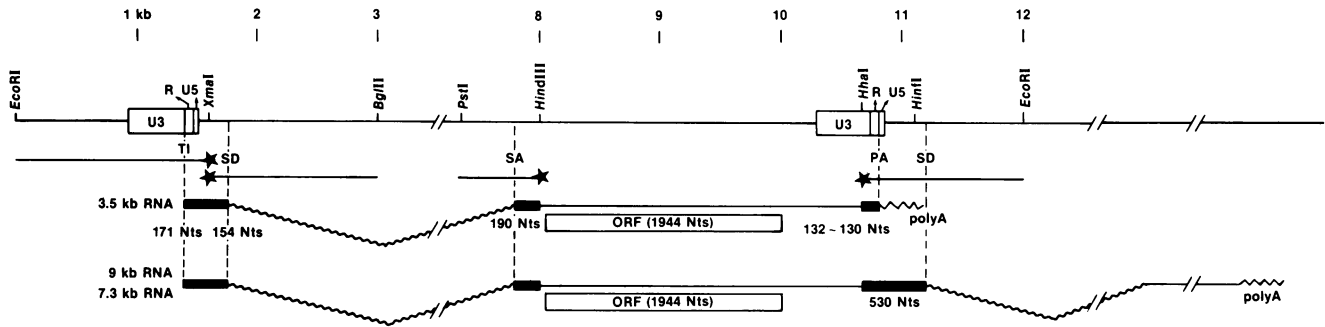 1 kb 2 3 8 9 10 11 12
EcoRI R U5 XmaI BglII PstI HindIII HhaI R U5 HinfI EcoRI
U3 U3
TI SD SA PA SD
3.5 kb RNA
polyA
171 Nts 154 Nts 190 Nts ORF (1944 Nts) 132 ~ 130 Nts
9 kb RNA
7.3 kb RNA
ORF (1944 Nts) 530 Nts polyA